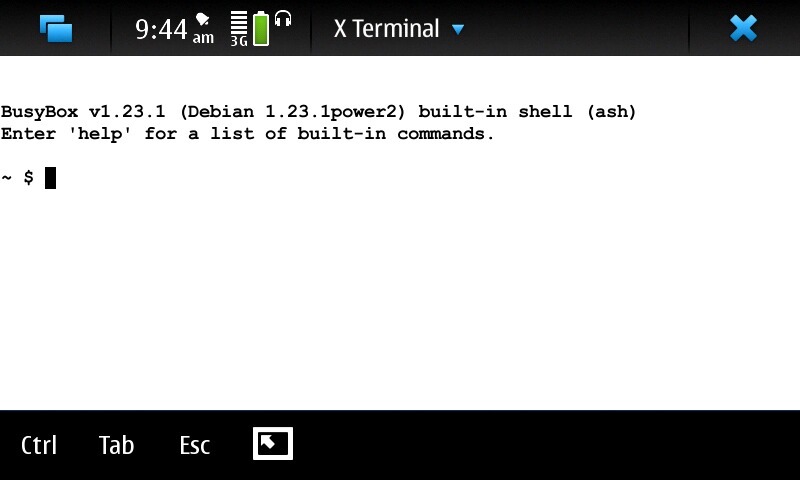 9:44 am 3G X Terminal
BusyBox v1.23.1 (Debian 1.23.1power2) built-in shell (ash)
Enter 'help' for a list of built-in commands.
~ $
Ctrl Tab Esc